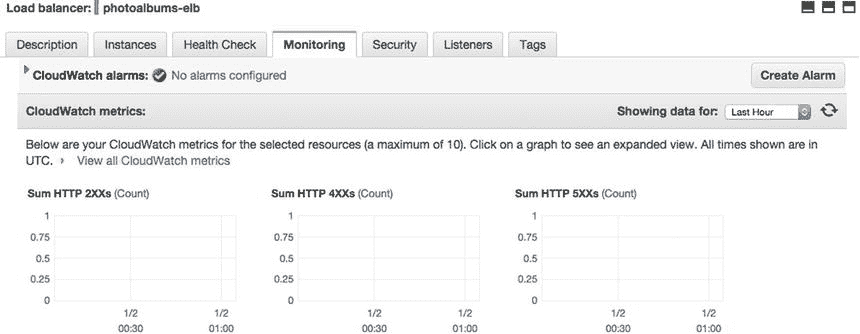 Load balancer: photoalbums-elb
Description Instances Health Check Monitoring Security Listeners Tags
CloudWatch alarms: No alarms configured Create Alarm
CloudWatch metrics: Showing data for: Last Hour
Below are your CloudWatch metrics for the selected resources (a maximum of 10). Click on a graph to see an expanded view. All times shown are in
UTC. › View all CloudWatch metrics
Sum HTTP 2XXs (Count) Sum HTTP 4XXs (Count) Sum HTTP 5XXs (Count)
1 1 1
0.75 0.75 0.75
0.5 0.5 0.5
0.25 0.25 0.25
0 0 0
1/2 1/2 1/2 1/2 1/2 1/2
00:30 01:00 00:30 01:00 00:30 01:00